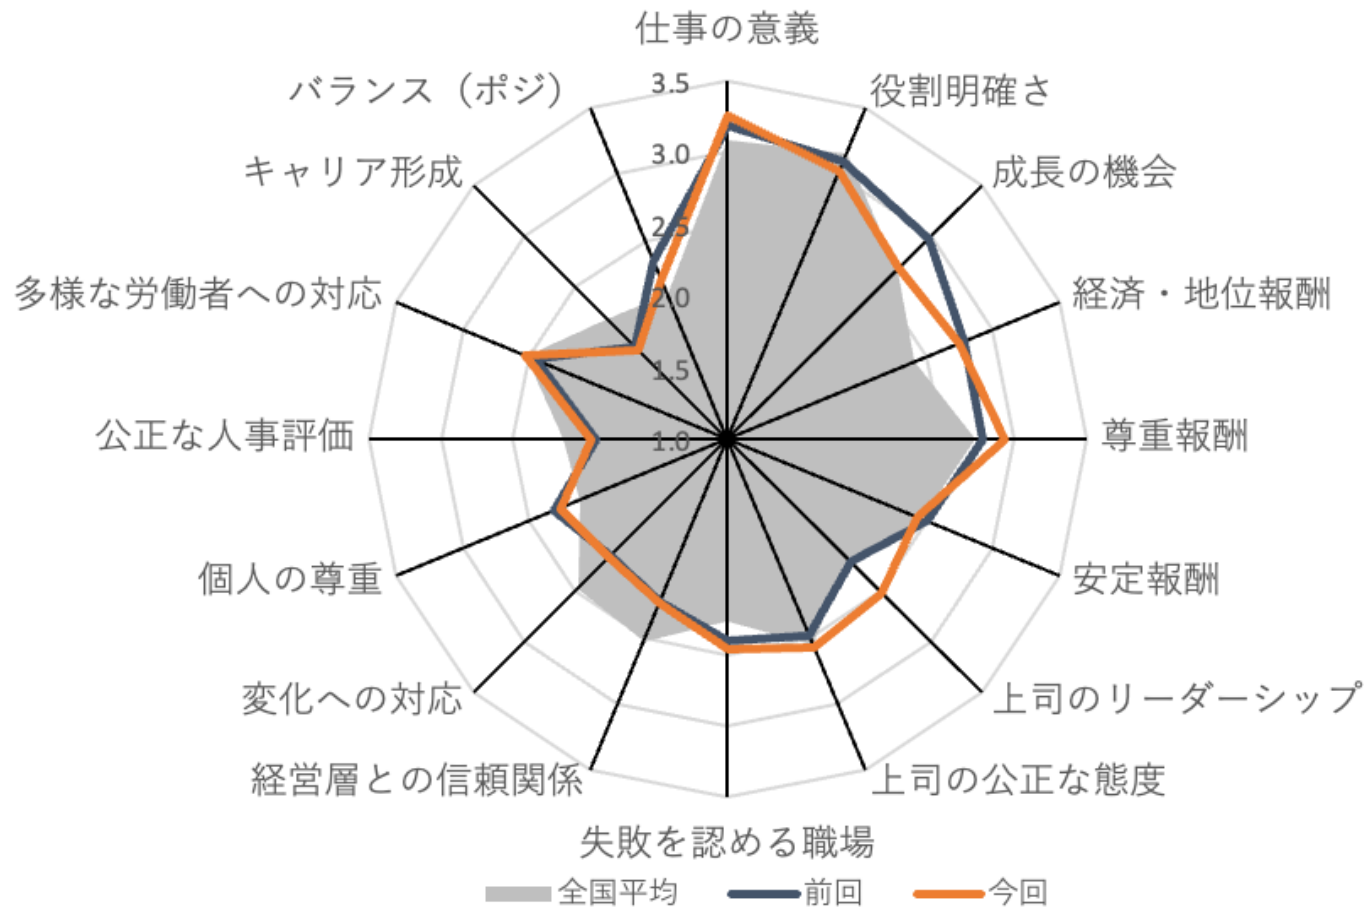 仕事の意義
バランス（ポジ）
3.5
役割明確さ
3.0
キャリア形成
成長の機会
2.5
多様な労働者への対応
2.0
経済・地位報酬
1.5
公正な人事評価
1.0
尊重報酬
個人の尊重
安定報酬
変化への対応
上司のリーダーシップ
経営層との信頼関係
上司の公正な態度
失敗を認める職場
全国平均 前回 今回